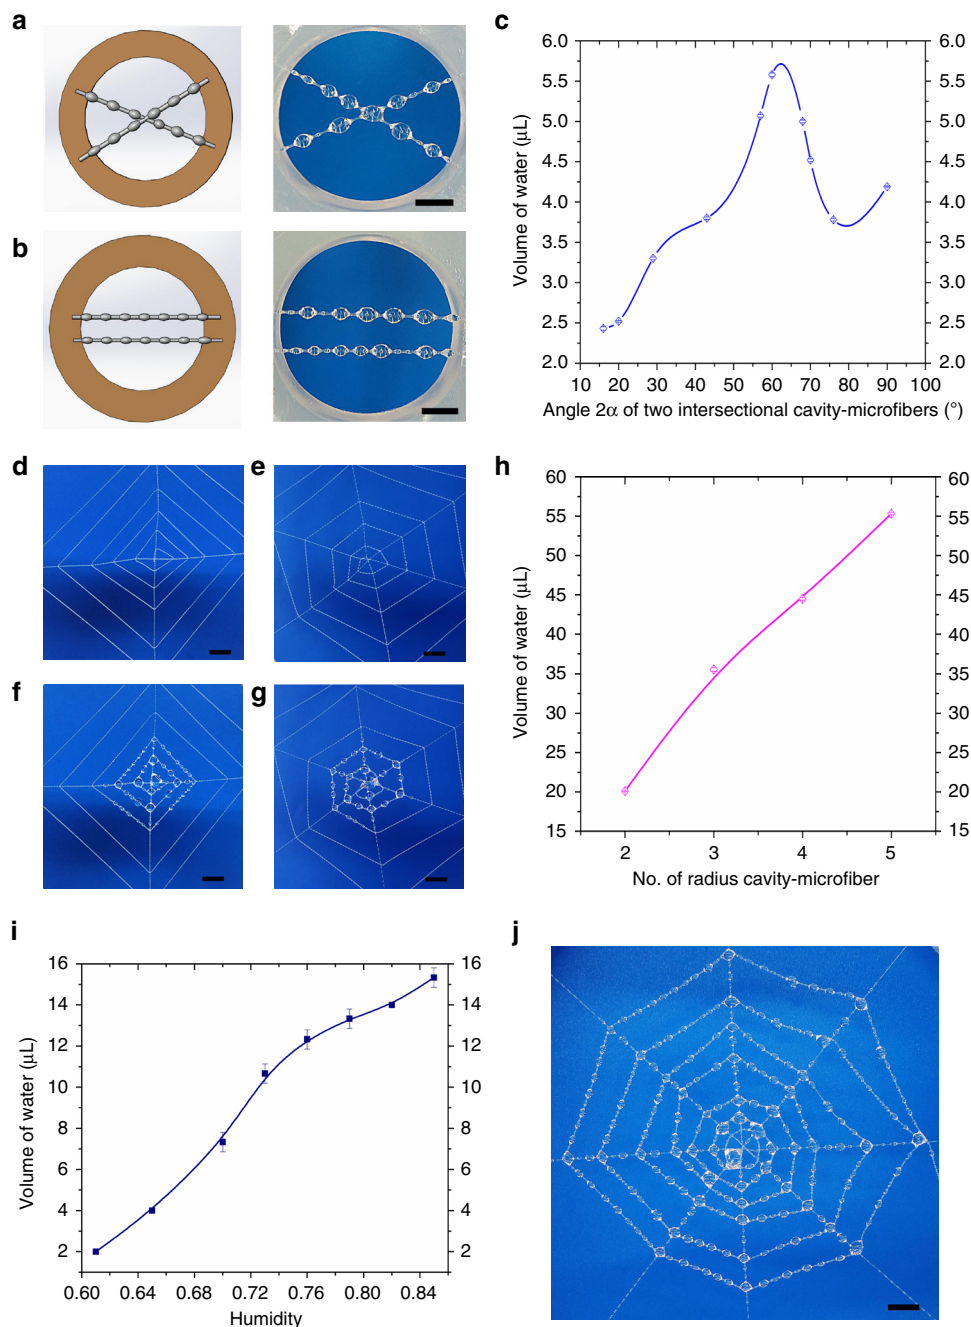 a
b
c
6.0
5.5
5.0
4.5
4.0
3.5
3.0
2.5
2.0
Volume of water (µL)
6.0
5.5
5.0
4.5
4.0
3.5
3.0
2.5
2.0
10 20 30 40 50 60 70 80 90 100
Angle 2α of two intersectional cavity-microfibers (°)
d
e
f
g
h
60
55
50
45
40
35
30
25
20
15
Volume of water (µL)
60
55
50
45
40
35
30
25
20
15
2 3 4 5
No. of radius cavity-microfiber
i
16
14
12
10
8
6
4
2
Volume of water (µL)
16
14
12
10
8
6
4
2
0.60 0.64 0.68 0.72 0.76 0.80 0.84
Humidity
j